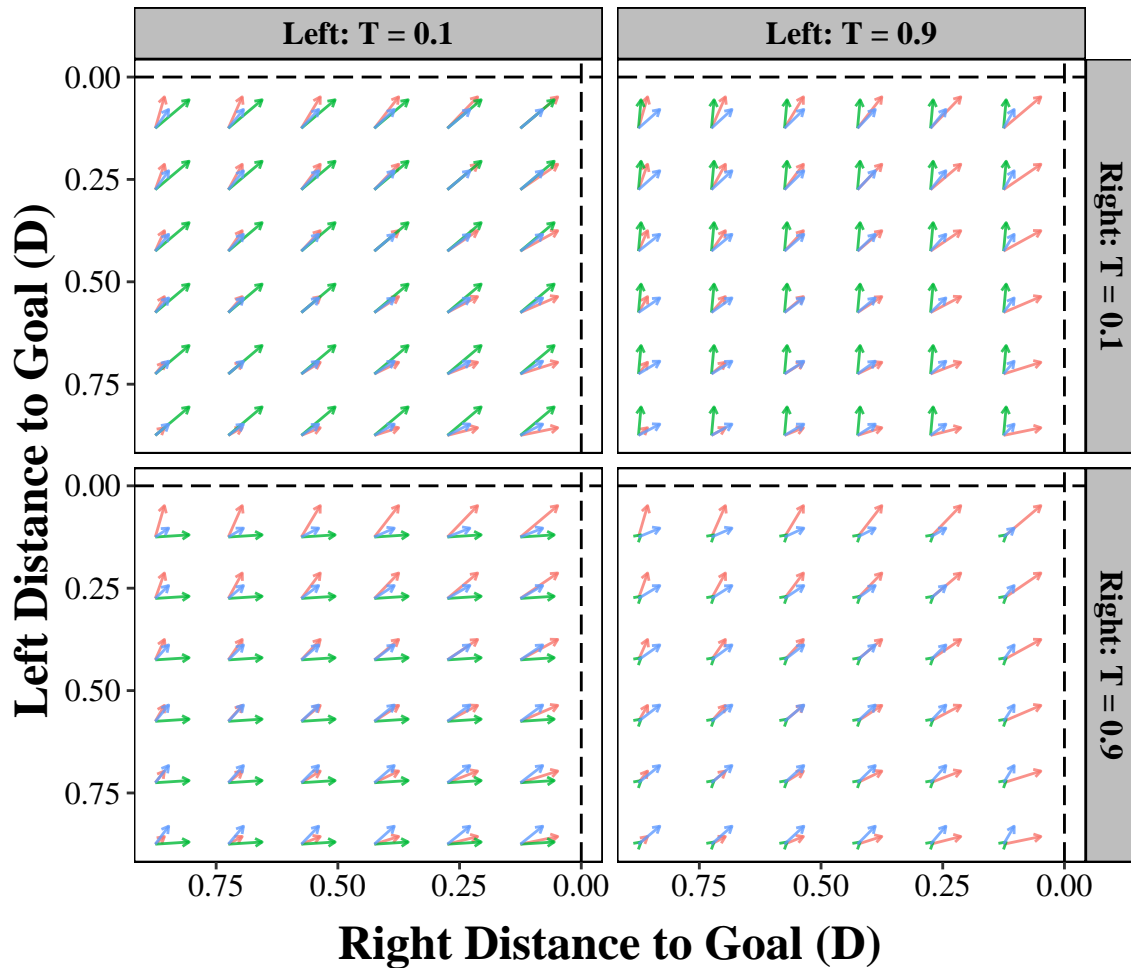 Left: T = 0.1
Left: T = 0.9
Left Distance to Goal (D)
0.00
0.25
0.50
0.75
Right: T = 0.1
0.00
0.25
0.50
0.75
Right: T = 0.9
0.75
0.50
0.25
0.00
0.75
0.50
0.25
0.00
Right Distance to Goal (D)